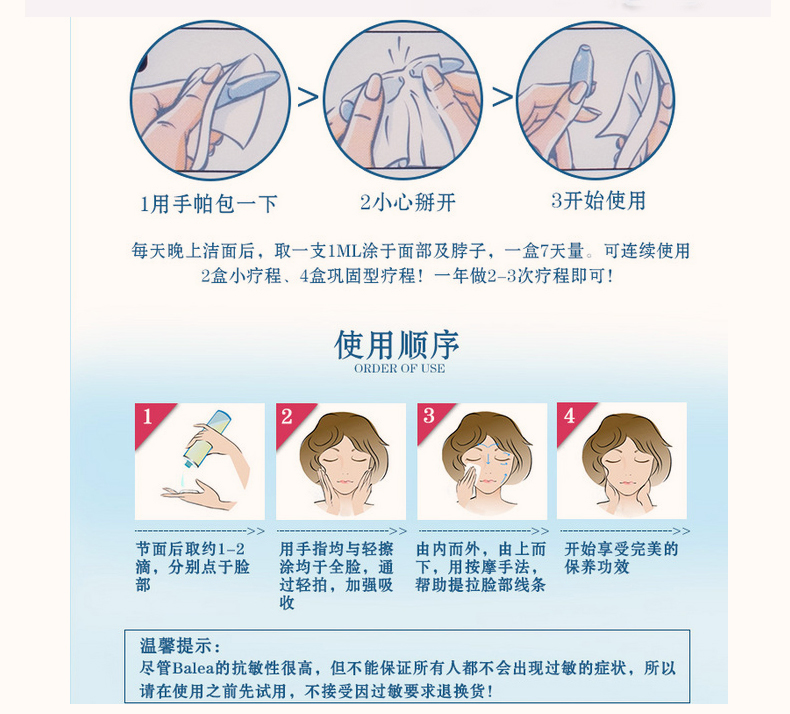 1用手帕包一下
2小心掰开
3开始使用
每天晚上洁面后，取一支1ML涂于面部及脖子，一盒7天量。可连续使用
2盒小疗程、4盒巩固型疗程！一年做2-3次疗程即可！
使用顺序
ORDER OF USE
1
2
3
4
节面后取约1-2
滴，分别点于脸
部
用手指均与轻擦
涂均于全脸，通
过轻拍，加强吸
收
由内而外，由上而
下，用按摩手法，
帮助提拉脸部线条
开始享受完美的
保养功效
温馨提示：
尽管Balea的抗敏性很高，但不能保证所有人都不会出现过敏的症状，所以
请在使用之前先试用，不接受因过敏要求退换货！